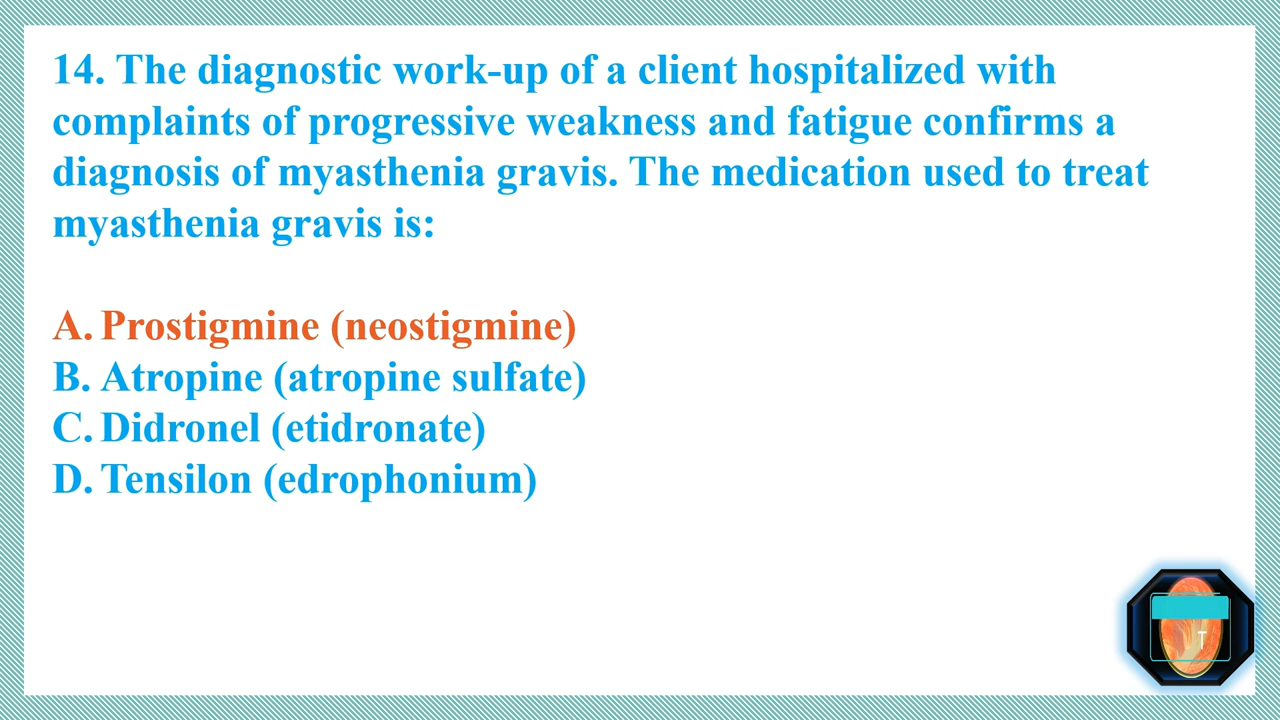 14. The diagnostic work-up of a client hospitalized with
complaints of progressive weakness and fatigue confirms a
diagnosis of myasthenia gravis. The medication used to treat
myasthenia gravis is:
A. Prostigmine (neostigmine)
B. Atropine (atropine sulfate)
C. Didronel (etidronate)
D. Tensilon (edrophonium)
T